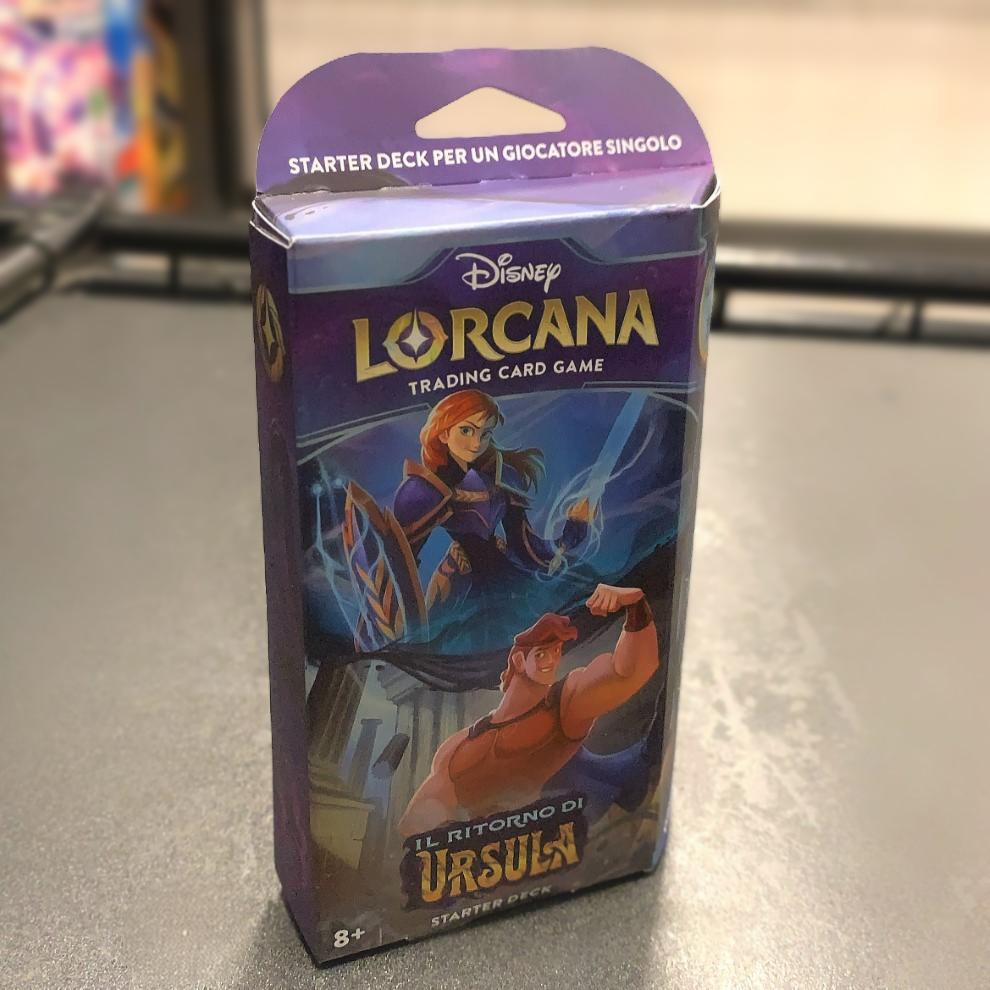 STARTER DECK PER UN GIOCATORE SINGOLO
Disney
LORCANA
TRADING CARD GAME
IL RITORNO DI
URSULA
STARTER DECK
8+